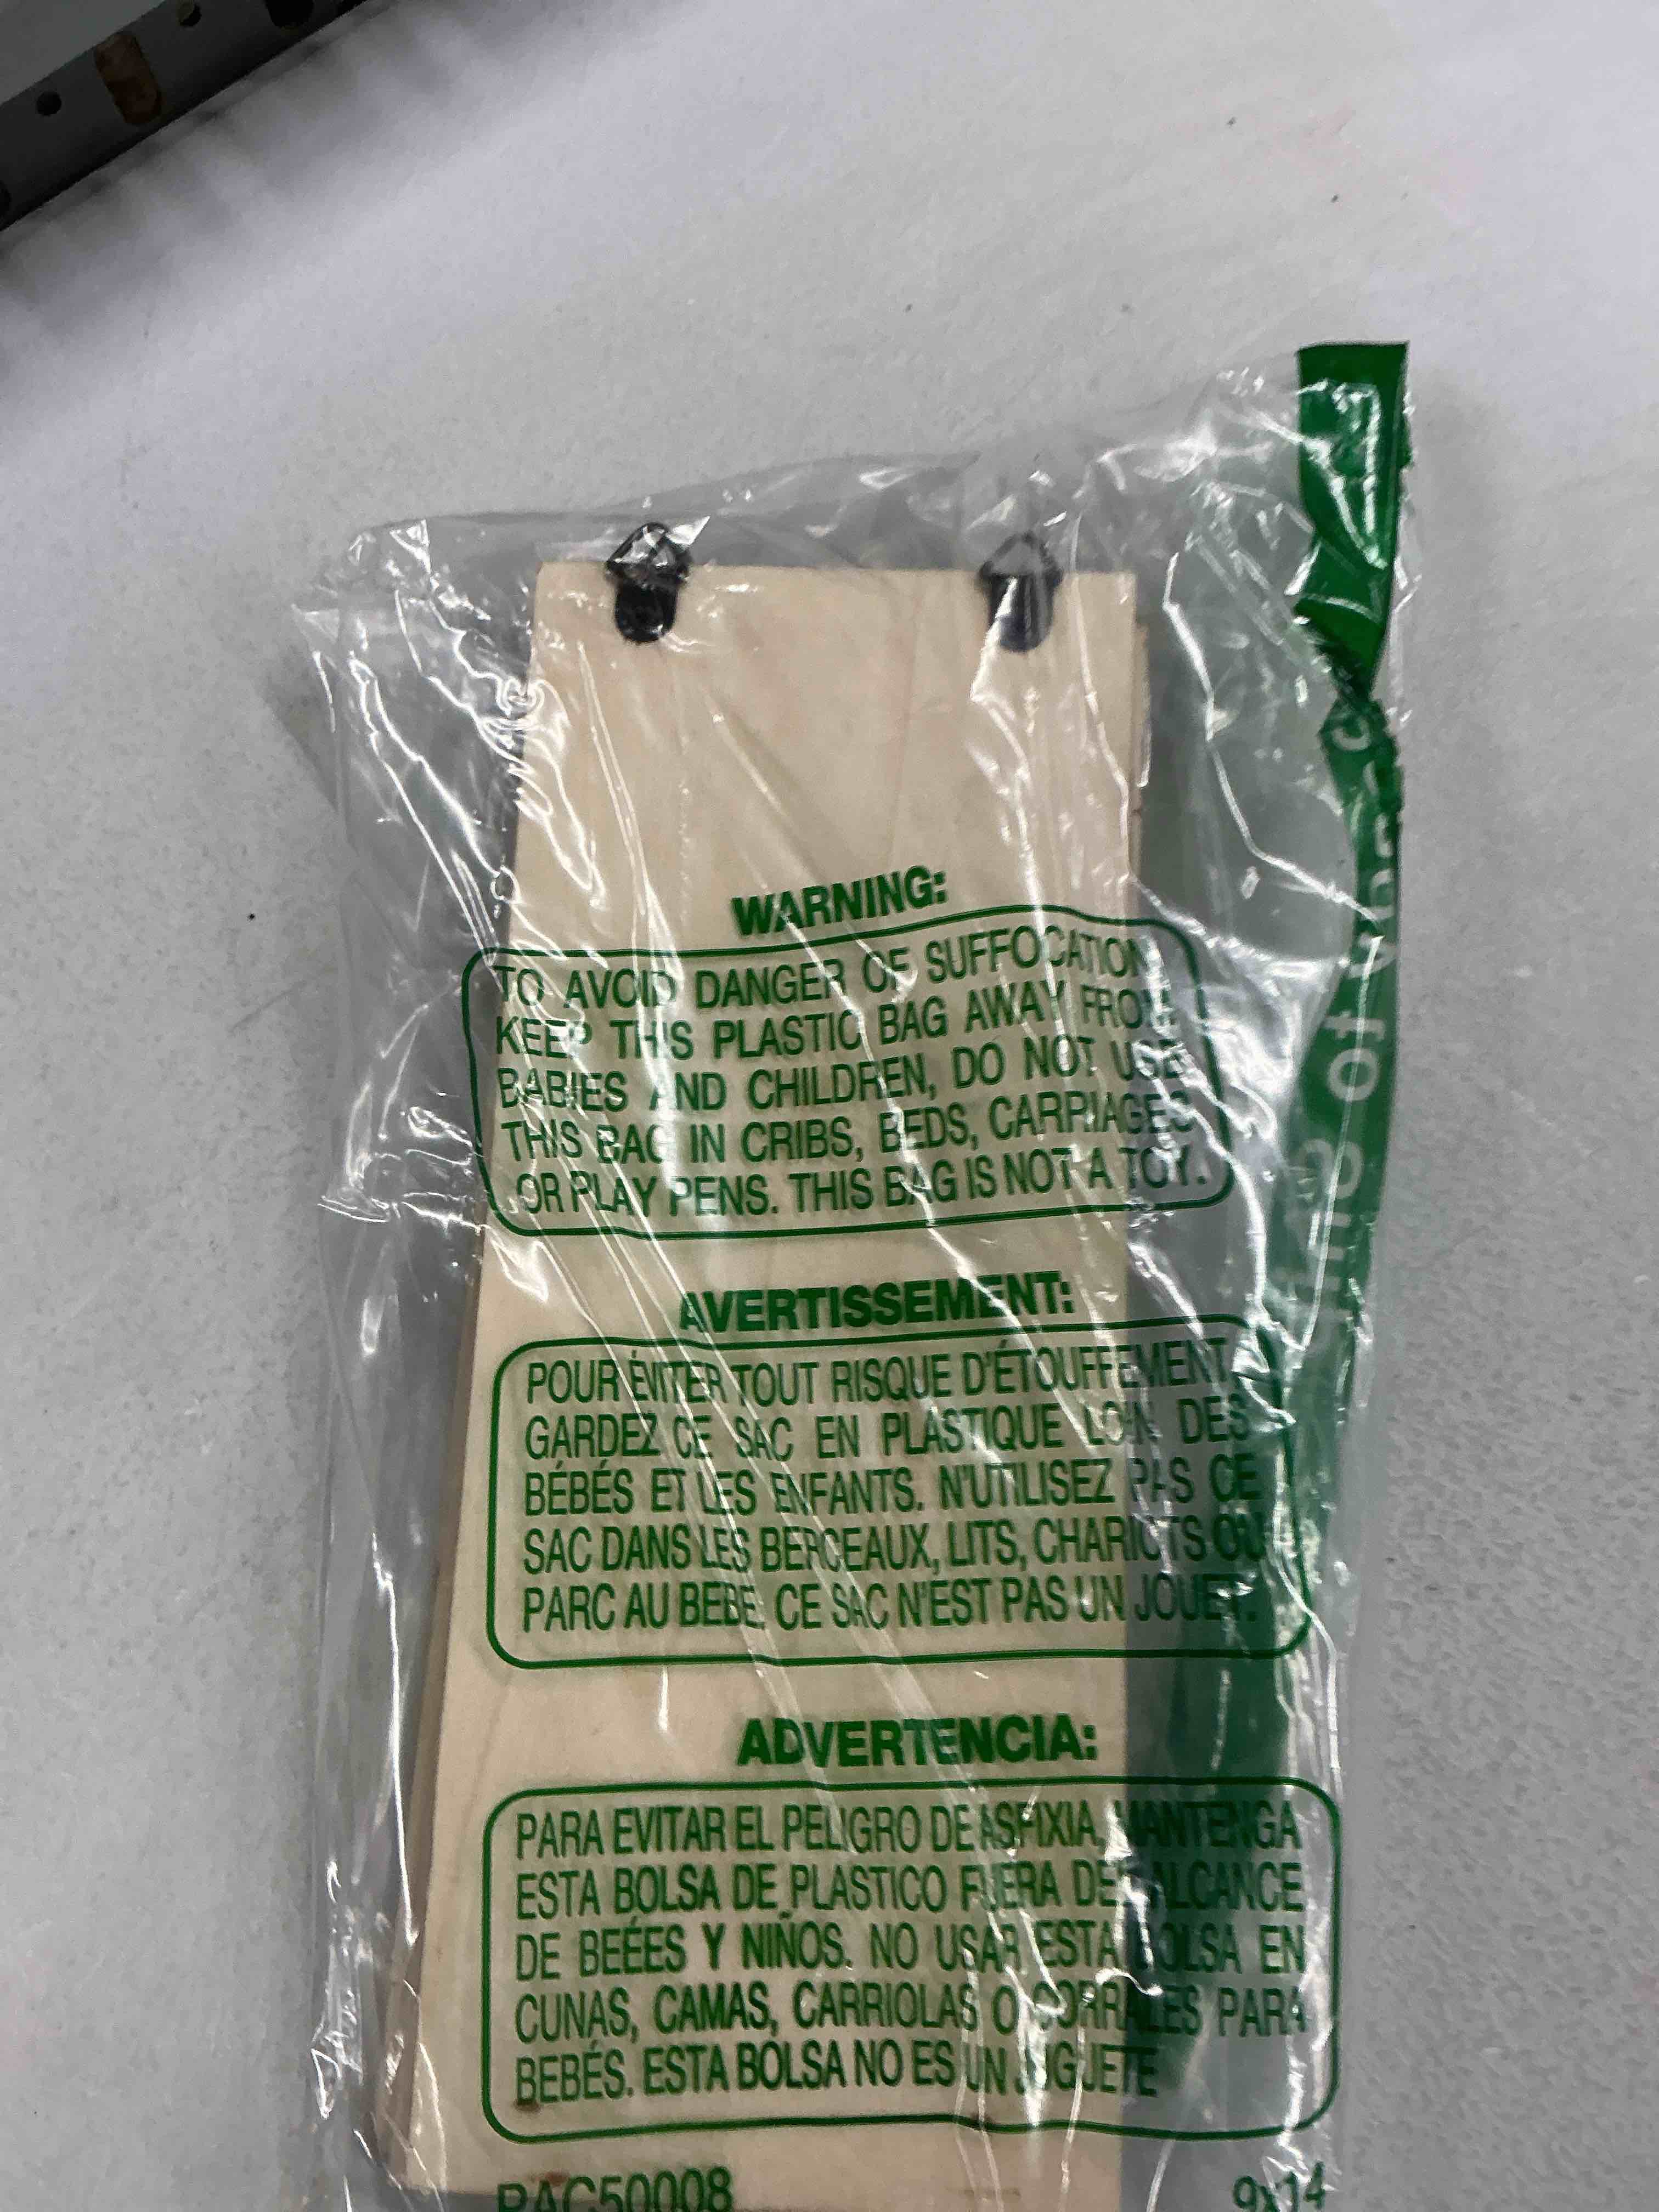 WARNING:
TO AVOID DANGER OF SUFFOCATION
KEEP THIS PLASTIC BAG AWAY FROM
BABIES AND CHILDREN, DO NOT USE
THIS BAG IN CRIBS, BEDS, CARRIAGES
OR PLAY PENS. THIS BAG IS NOT A TOY.
AVERTISSEMENT:
POUR ÉVITER TOUT RISQUE D'ÉTOUFFEMENT
GARDEZ CE SAC EN PLASTIQUE LOIN DES
BÉBÉS ET LES ENFANTS. N'UTILISEZ PAS CE
SAC DANS LES BERCEAUX, LITS, CHARIOTS OU
PARC AU BEBE. CE SAC N'EST PAS UN JOUET.
ADVERTENCIA:
PARA EVITAR EL PELIGRO DE ASFIXIA, MANTENGA
ESTA BOLSA DE PLASTICO FUERA DEL ALCANCE
DE BEÉES Y NIÑOS. NO USAR ESTA BOLSA EN
CUNAS, CAMAS, CARRIOLAS O CORRALES PARA
BEBÉS. ESTA BOLSA NO ES UN JUGUETE
9x14
of